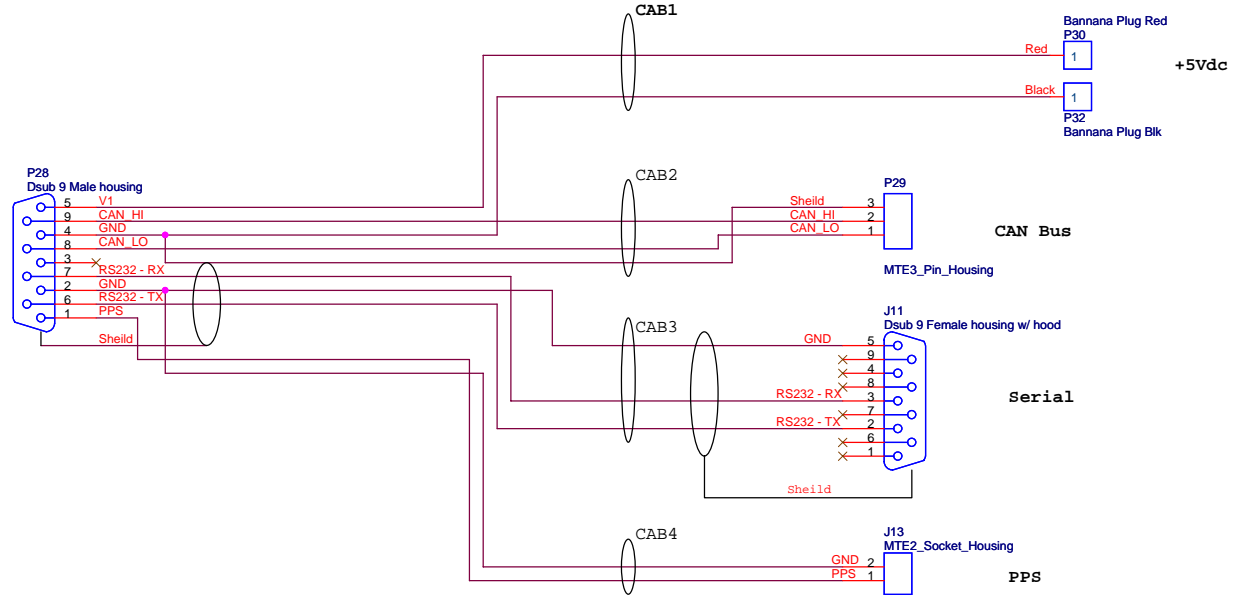 CAB1
Bannana Plug Red
P30
Red
1
+5Vdc
Black
1
P32
Bannana Plug Blk
P28
Dsub 9 Male housing
5 V1
9 CAN_HI
4 GND
8 CAN_LO
3
7 RS232 - RX
2 GND
6 RS232 - TX
1 PPS
Sheild
CAB2
P29
Sheild 3
CAN_HI 2
CAN_LO 1
CAN Bus
MTE3_Pin_Housing
CAB3
J11
Dsub 9 Female housing w/ hood
GND 5
9
4
8
RS232 - RX 3
7
RS232 - TX 2
6
1
Serial
Sheild
CAB4
J13
MTE2_Socket_Housing
GND 2
PPS 1
PPS